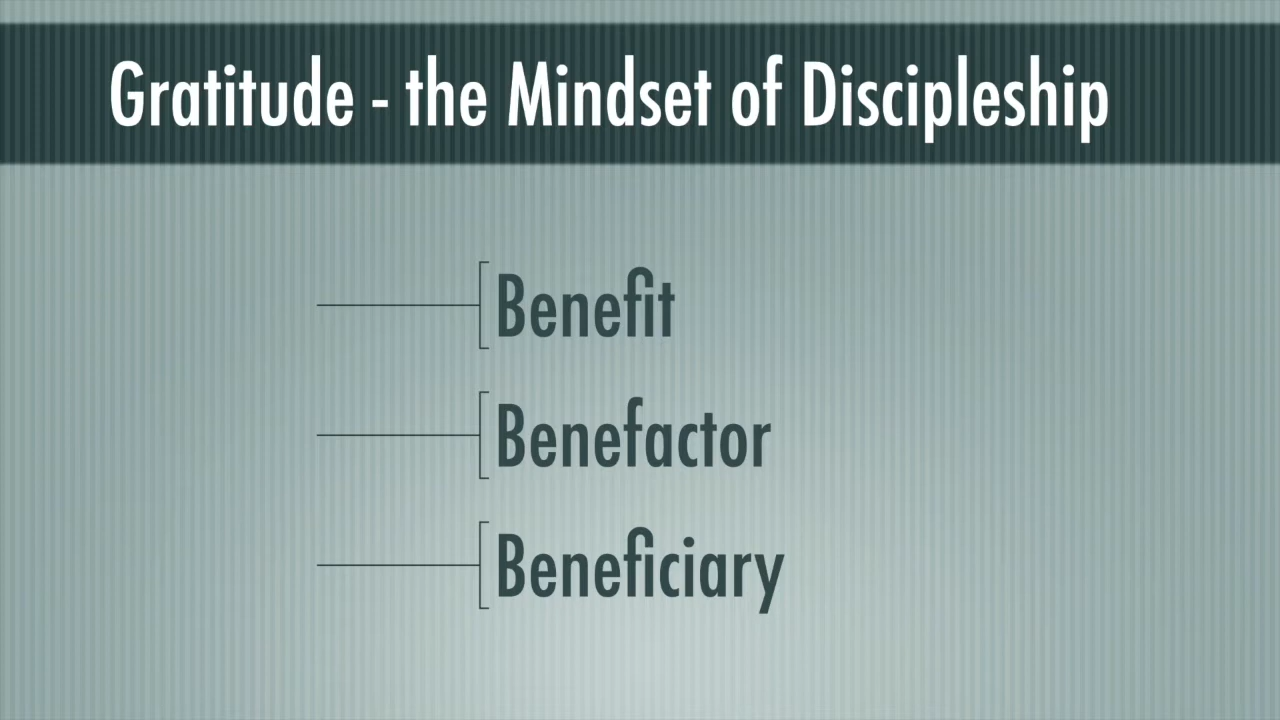 Gratitude - the Mindset of Discipleship
Benefit
Benefactor
Beneficiary